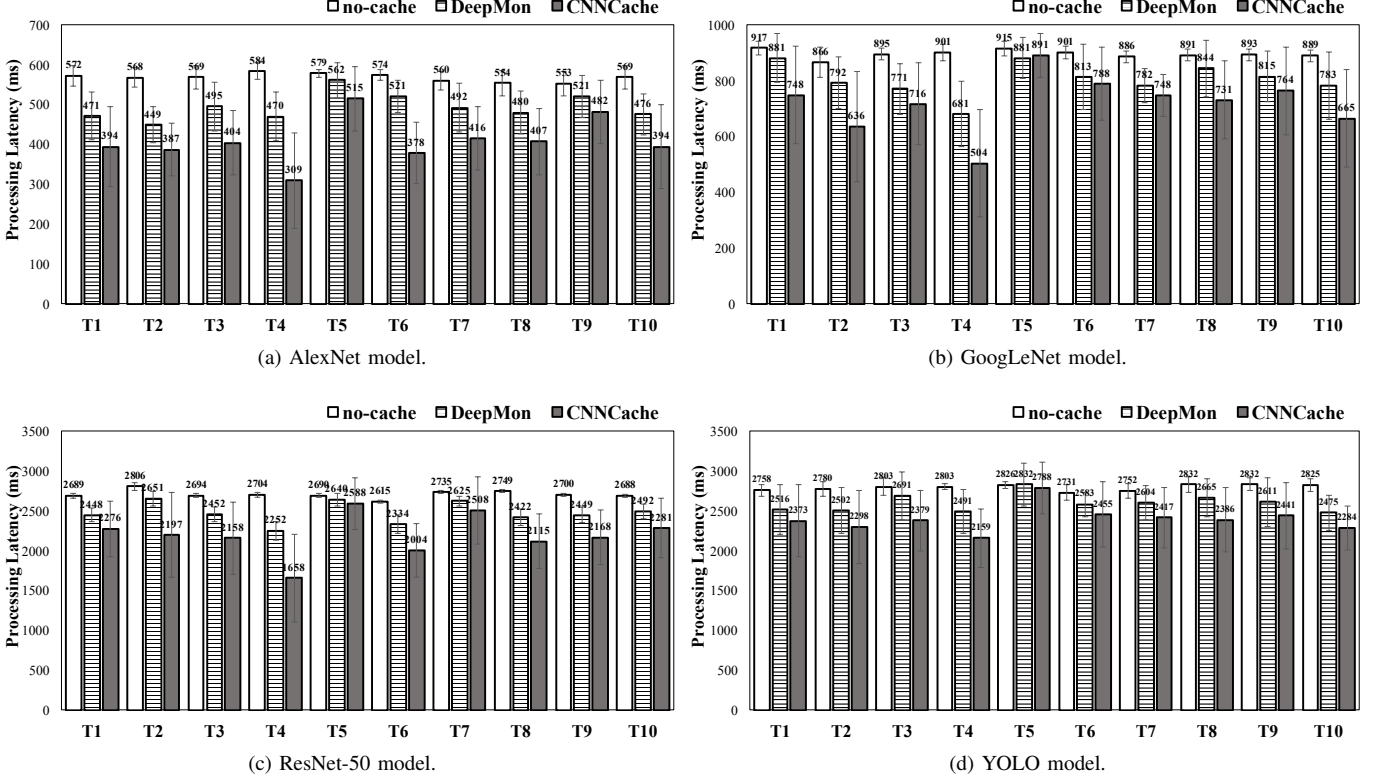 no-cache DeepMon CNNCache
Processing Latency (ms)
700
600
500
400
300
200
100
0
572 471 394
568 449 387
569 495 404
584 470 309
579 562 515
574 521 378
560 492 416
554 480 407
553 521 482
569 476 394
T1 T2 T3 T4 T5 T6 T7 T8 T9 T10
(a) AlexNet model.
no-cache DeepMon CNNCache
Processing Latency (ms)
1000
800
600
400
200
0
917 881 748
866 792 636
895 771 716
901 681 504
915 881 891
901 813 788
886 782 748
891 844 731
893 815 764
889 783 665
T1 T2 T3 T4 T5 T6 T7 T8 T9 T10
(b) GoogLeNet model.
no-cache DeepMon CNNCache
Processing Latency (ms)
3500
3000
2500
2000
1500
1000
500
0
2689 2448 2276
2806 2651 2197
2694 2452 2158
2704 2252 1658
2690 2640 2588
2615 2334 2004
2735 2625 2508
2749 2422 2115
2700 2449 2168
2688 2492 2281
T1 T2 T3 T4 T5 T6 T7 T8 T9 T10
(c) ResNet-50 model.
no-cache DeepMon CNNCache
Processing Latency (ms)
3500
3000
2500
2000
1500
1000
500
0
2758 2516 2373
2780 2502 2298
2803 2691 2379
2803 2491 2159
2826 2832 2788
2731 2583 2455
2752 2604 2417
2832 2665 2386
2832 2611 2441
2825 2475 2284
T1 T2 T3 T4 T5 T6 T7 T8 T9 T10
(d) YOLO model.